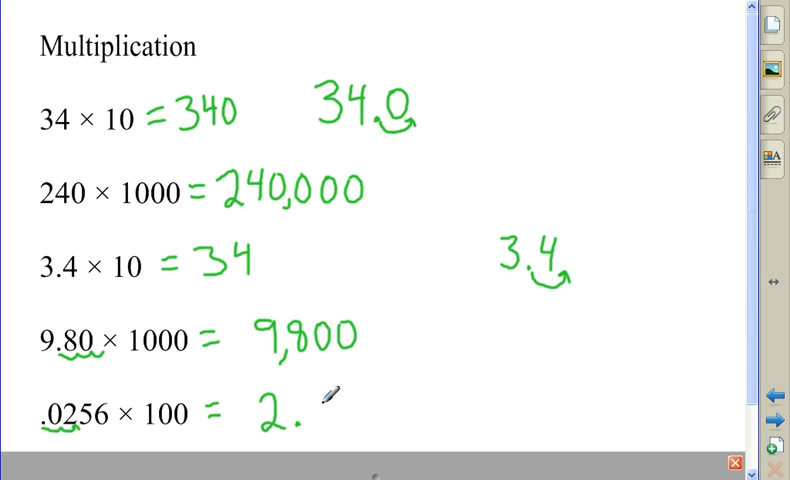 Multiplication
34 × 10 = 340 34.0
240 × 1000 = 240,000
3.4 × 10 = 34 3.4
9.80 × 1000 = 9,800
.0256 × 100 = 2.